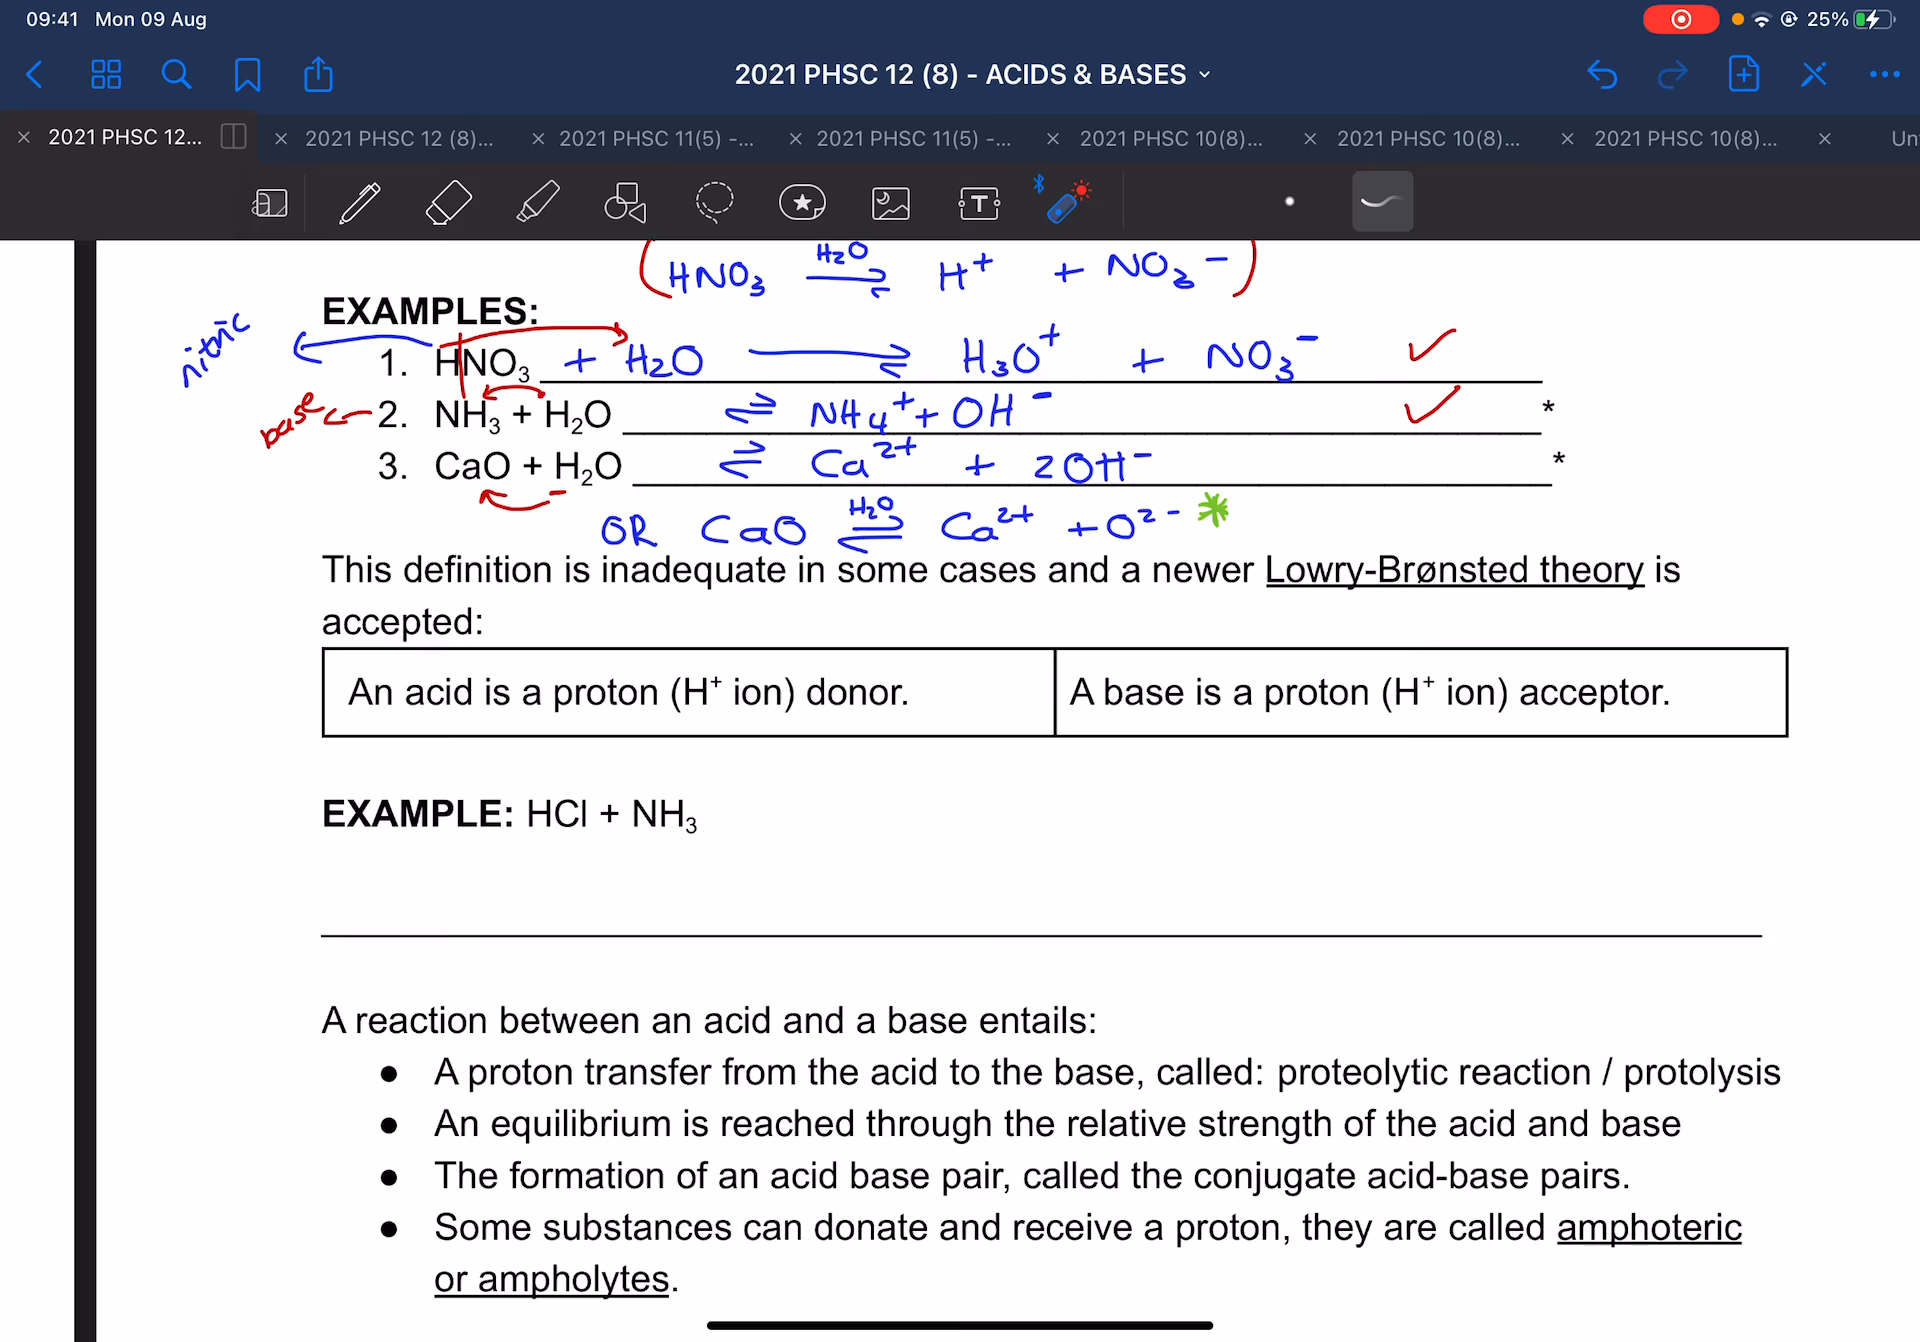 09:41 Mon 09 Aug 25%
2021 PHSC 12 (8) - ACIDS & BASES
2021 PHSC 12... 2021 PHSC 12 (8)... 2021 PHSC 11(5) -... 2021 PHSC 11(5) -... 2021 PHSC 10(8)... 2021 PHSC 10(8)... 2021 PHSC 10(8)... Un
(HNO₃ ⇌ H₂O H⁺ + NO₃⁻)
EXAMPLES:
nitric
1. HNO₃ + H₂O ⇌ H₃O⁺ + NO₃⁻ ✓
base 2. NH₃ + H₂O ⇌ NH₄⁺ + OH⁻ ✓ *
3. CaO + H₂O ⇌ Ca²⁺ + 2OH⁻ *
OR CaO ⇌ H₂O Ca²⁺ + O²⁻ *
This definition is inadequate in some cases and a newer Lowry-Brønsted theory is
accepted:
An acid is a proton (H⁺ ion) donor. A base is a proton (H⁺ ion) acceptor.
EXAMPLE: HCl + NH₃
A reaction between an acid and a base entails:
● A proton transfer from the acid to the base, called: proteolytic reaction / protolysis
● An equilibrium is reached through the relative strength of the acid and base
● The formation of an acid base pair, called the conjugate acid-base pairs.
● Some substances can donate and receive a proton, they are called amphoteric
or ampholytes.